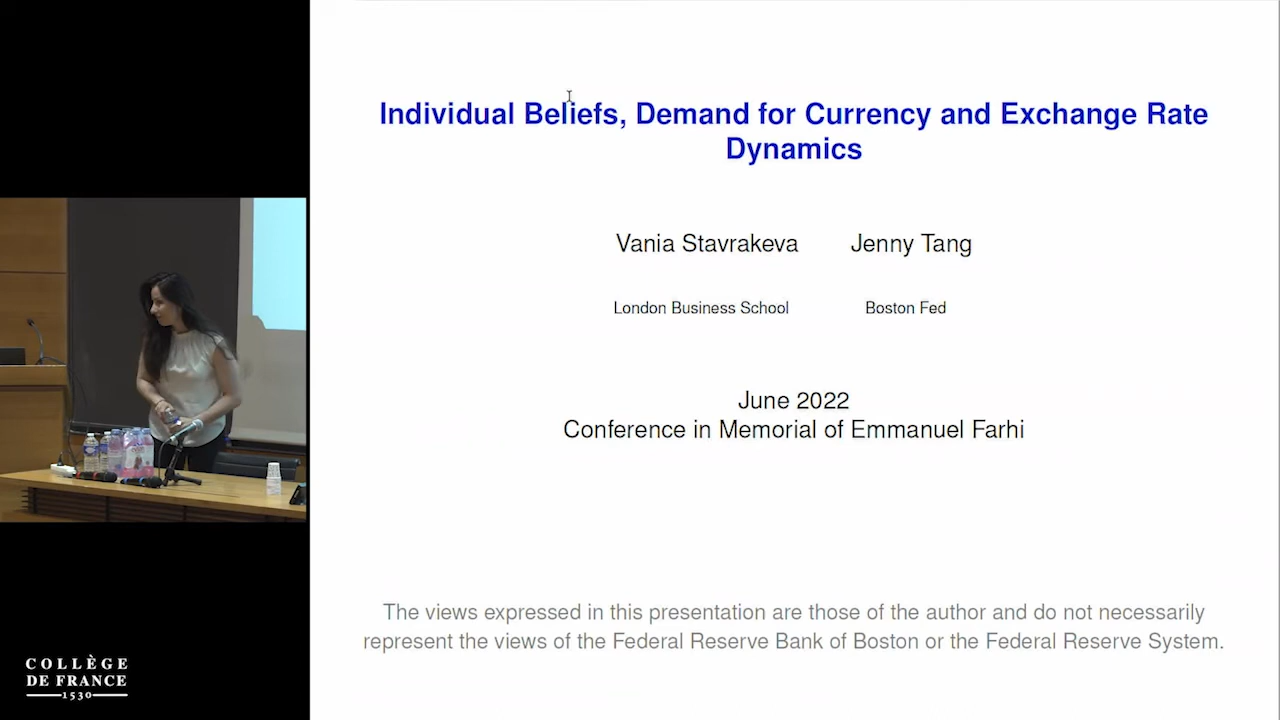 Individual Beliefs, Demand for Currency and Exchange Rate
Dynamics
Vania Stavrakeva Jenny Tang
London Business School Boston Fed
June 2022
Conference in Memorial of Emmanuel Farhi
The views expressed in this presentation are those of the author and do not necessarily
represent the views of the Federal Reserve Bank of Boston or the Federal Reserve System.
COLLÈGE
DE FRANCE
1530